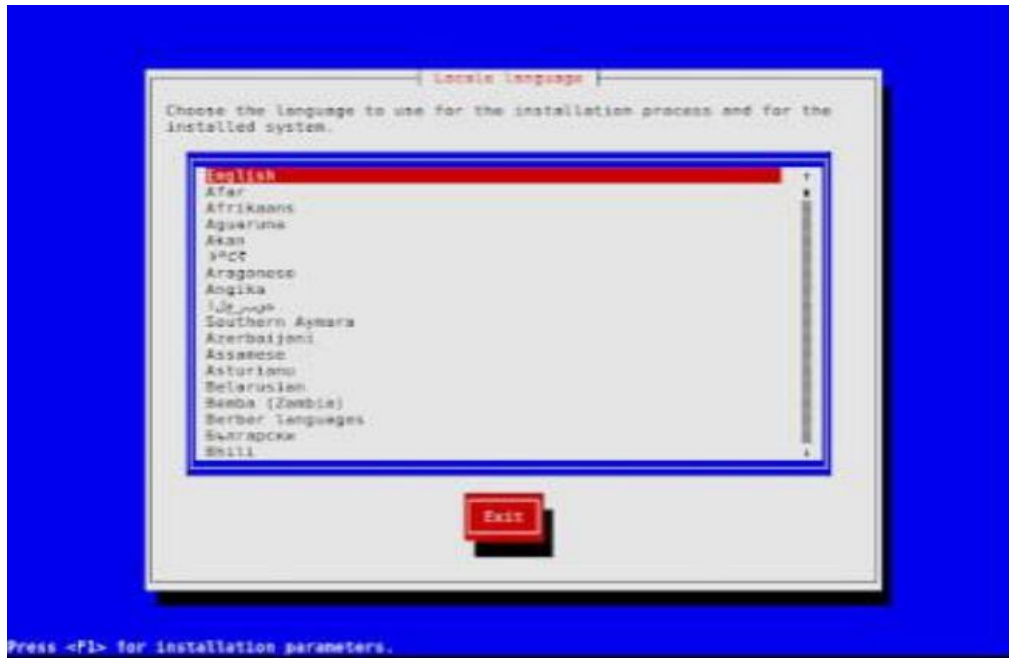 Locale language
Choose the language to use for the installation process and for the
installed system.
English
Afar
Afrikaans
Aguaruna
Akan
Aragonese
Angika
Southern Aymara
Azerbaijani
Assamese
Asturianu
Belarusian
Bemba (Zambia)
Berber languages
Български
Bhili
Exit
Press <F1> for installation parameters.